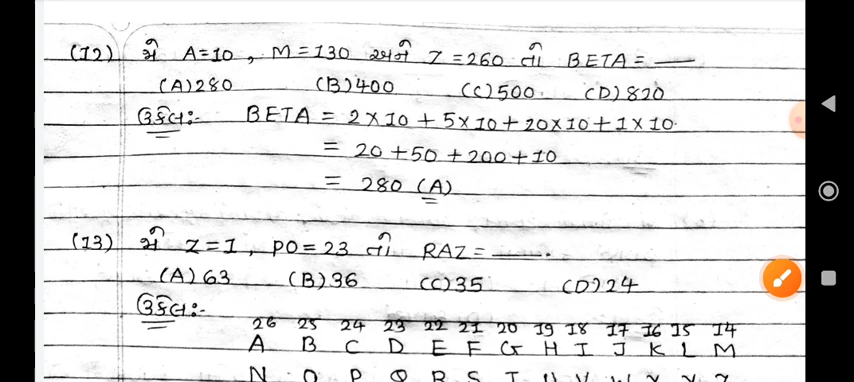 (12) જો A=10 , M=130 અને Z=260 તો BETA = —
(A)280 (B)400 (C)500 (D)820
ઉકેલ:- BETA = 2×10 + 5×10 + 20×10 + 1×10
= 20 +50 +200 +10
= 280 (A)
(13) જો Z=1 , PO=23 તો RAZ= —.
(A)63 (B)36 (C)35 (D)24
ઉકેલ:-
26 25 24 23 22 21 20 19 18 17 16 15 14
A B C D E F G H I J K L M
N O P Q R S T U V W X Y Z